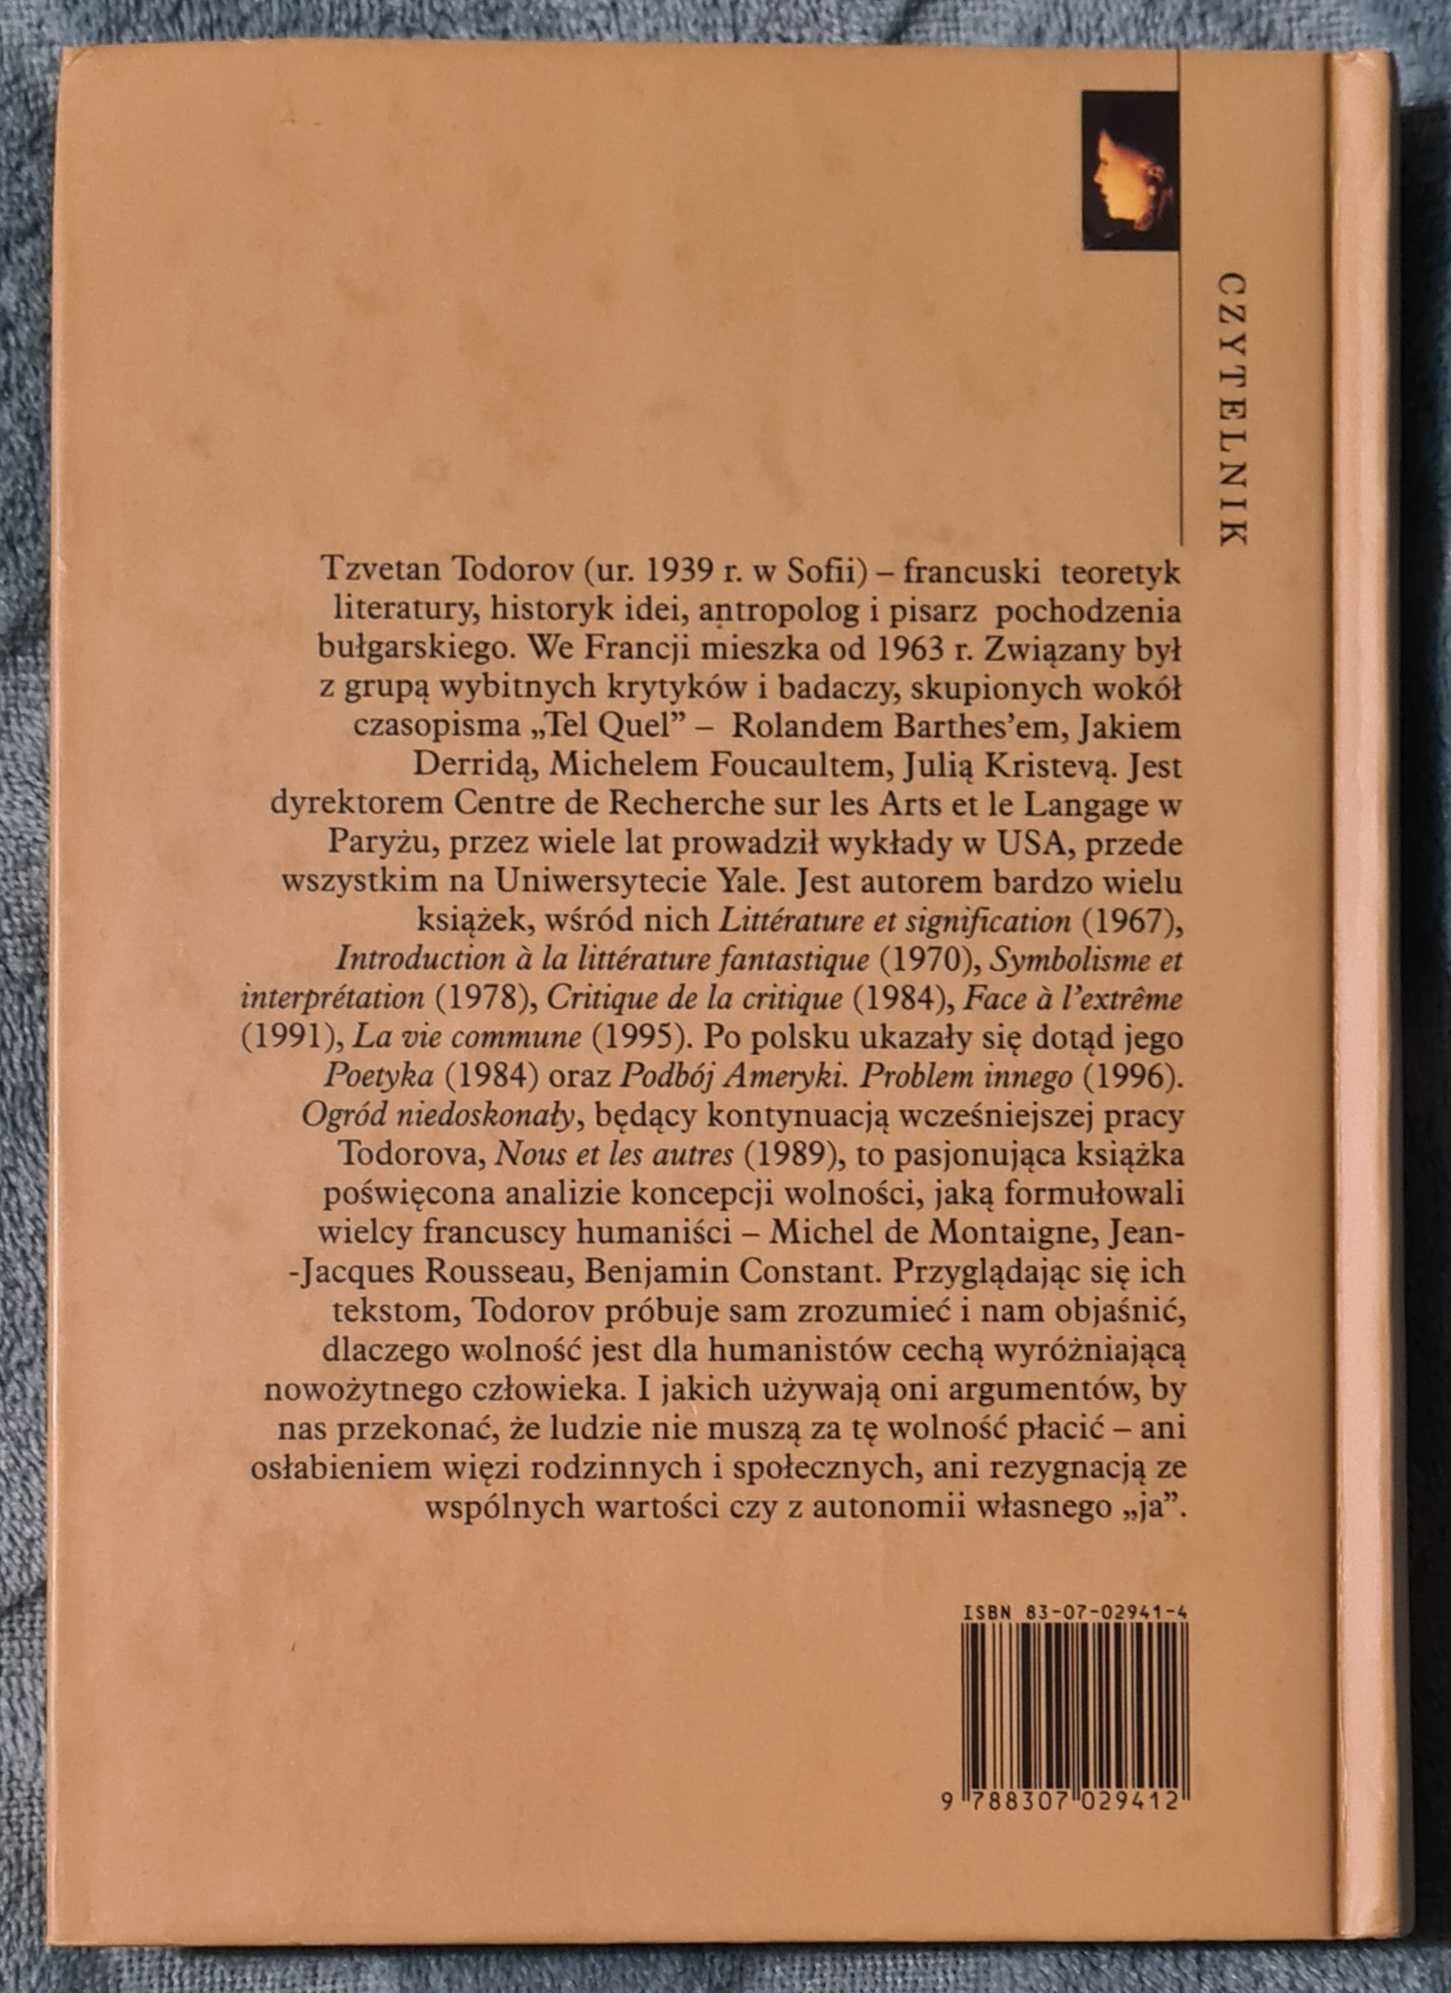 CZYTELNIK
Tzvetan Todorov (ur. 1939 r. w Sofii) – francuski teoretyk
literatury, historyk idei, antropolog i pisarz pochodzenia
bułgarskiego. We Francji mieszka od 1963 r. Związany był
z grupą wybitnych krytyków i badaczy, skupionych wokół
czasopisma „Tel Quel” – Rolandem Barthes’em, Jakiem
Derridą, Michelem Foucaultem, Julią Kristevą. Jest
dyrektorem Centre de Recherche sur les Arts et le Langage w
Paryżu, przez wiele lat prowadził wykłady w USA, przede
wszystkim na Uniwersytecie Yale. Jest autorem bardzo wielu
książek, wśród nich Littérature et signification (1967),
Introduction à la littérature fantastique (1970), Symbolisme et
interprétation (1978), Critique de la critique (1984), Face à l’extrême
(1991), La vie commune (1995). Po polsku ukazały się dotąd jego
Poetyka (1984) oraz Podbój Ameryki. Problem innego (1996).
Ogród niedoskonały, będący kontynuacją wcześniejszej pracy
Todorova, Nous et les autres (1989), to pasjonująca książka
poświęcona analizie koncepcji wolności, jaką formułowali
wielcy francuscy humaniści – Michel de Montaigne, Jean-
-Jacques Rousseau, Benjamin Constant. Przyglądając się ich
tekstom, Todorov próbuje sam zrozumieć i nam objaśnić,
dlaczego wolność jest dla humanistów cechą wyróżniającą
nowożytnego człowieka. I jakich używają oni argumentów, by
nas przekonać, że ludzie nie muszą za tę wolność płacić – ani
osłabieniem więzi rodzinnych i społecznych, ani rezygnacją ze
wspólnych wartości czy z autonomii własnego „ja”.
ISBN 83-07-02941-4
9 788307 029412